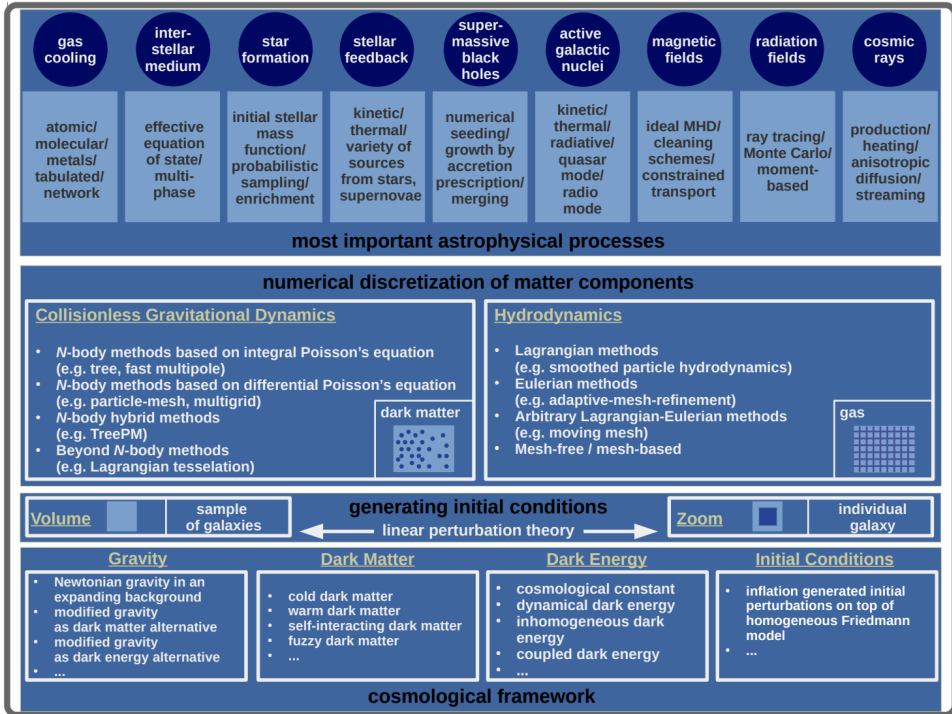 gas
cooling
inter-
stellar
medium
star
formation
stellar
feedback
super-
massive
black
holes
active
galactic
nuclei
magnetic
fields
radiation
fields
cosmic
rays
atomic/
molecular/
metals/
tabulated/
network
effective
equation
of state/
multi-
phase
initial stellar
mass
function/
probabilistic
sampling/
enrichment
kinetic/
thermal/
variety of
sources
from stars,
supernovae
numerical
seeding/
growth by
accretion
prescription/
merging
kinetic/
thermal/
radiative/
quasar
mode/
radio
mode
ideal MHD/
cleaning
schemes/
constrained
transport
ray tracing/
Monte Carlo/
moment-
based
production/
heating/
anisotropic
diffusion/
streaming
most important astrophysical processes
numerical discretization of matter components
Collisionless Gravitational Dynamics
• N-body methods based on integral Poisson's equation
(e.g. tree, fast multipole)
• N-body methods based on differential Poisson's equation
(e.g. particle-mesh, multigrid)
• N-body hybrid methods
(e.g. TreePM)
• Beyond N-body methods
(e.g. Lagrangian tesselation)
dark matter
Hydrodynamics
• Lagrangian methods
(e.g. smoothed particle hydrodynamics)
• Eulerian methods
(e.g. adaptive-mesh-refinement)
• Arbitrary Lagrangian-Eulerian methods
(e.g. moving mesh)
• Mesh-free / mesh-based
gas
generating initial conditions
Volume
sample
of galaxies
linear perturbation theory
Zoom
individual
galaxy
Gravity
• Newtonian gravity in an
expanding background
• modified gravity
as dark matter alternative
• modified gravity
as dark energy alternative
• ...
Dark Matter
• cold dark matter
• warm dark matter
• self-interacting dark matter
• fuzzy dark matter
• ...
Dark Energy
• cosmological constant
• dynamical dark energy
• inhomogeneous dark
energy
• coupled dark energy
• ...
Initial Conditions
• inflation generated initial
perturbations on top of
homogeneous Friedmann
model
• ...
cosmological framework